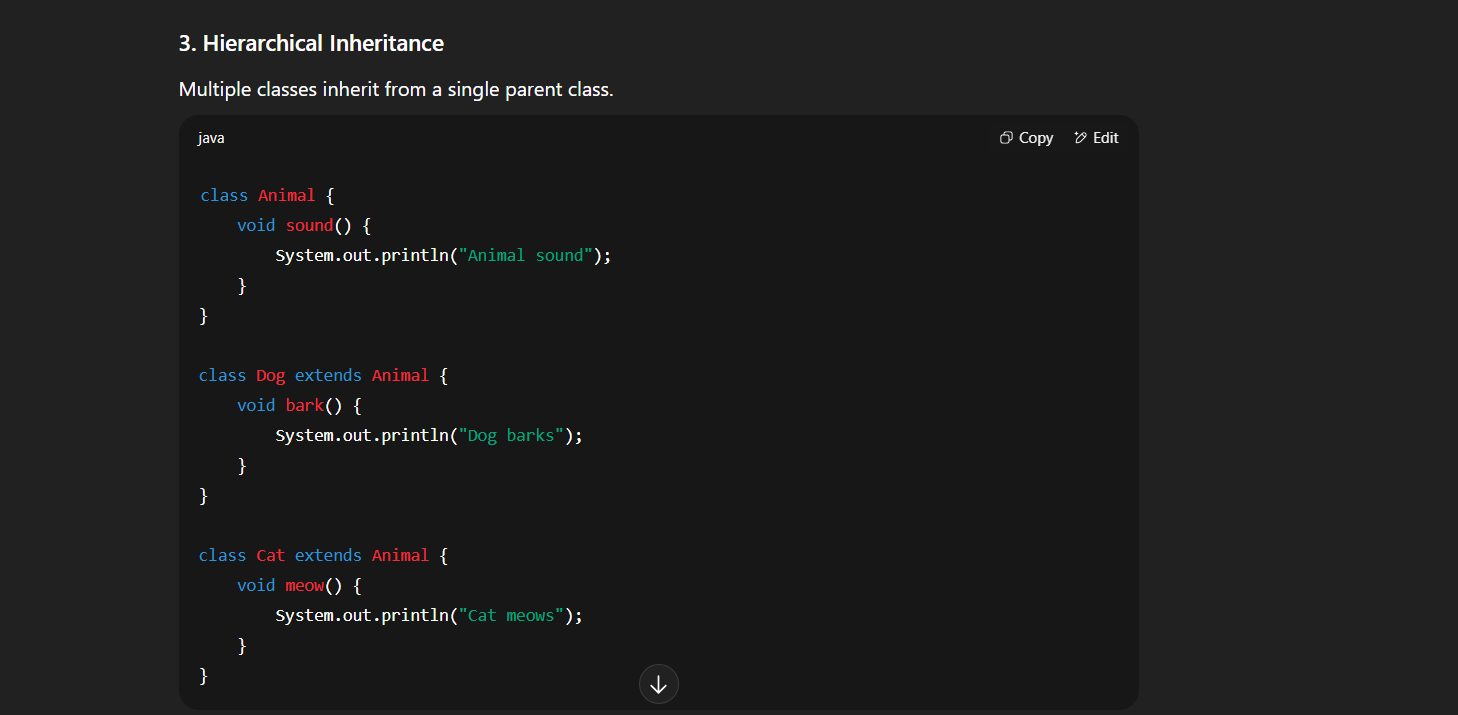 3. Hierarchical Inheritance
Multiple classes inherit from a single parent class.
java
Copy
Edit
class Animal {
    void sound() {
        System.out.println("Animal sound");
    }
}
class Dog extends Animal {
    void bark() {
        System.out.println("Dog barks");
    }
}
class Cat extends Animal {
    void meow() {
        System.out.println("Cat meows");
    }
}